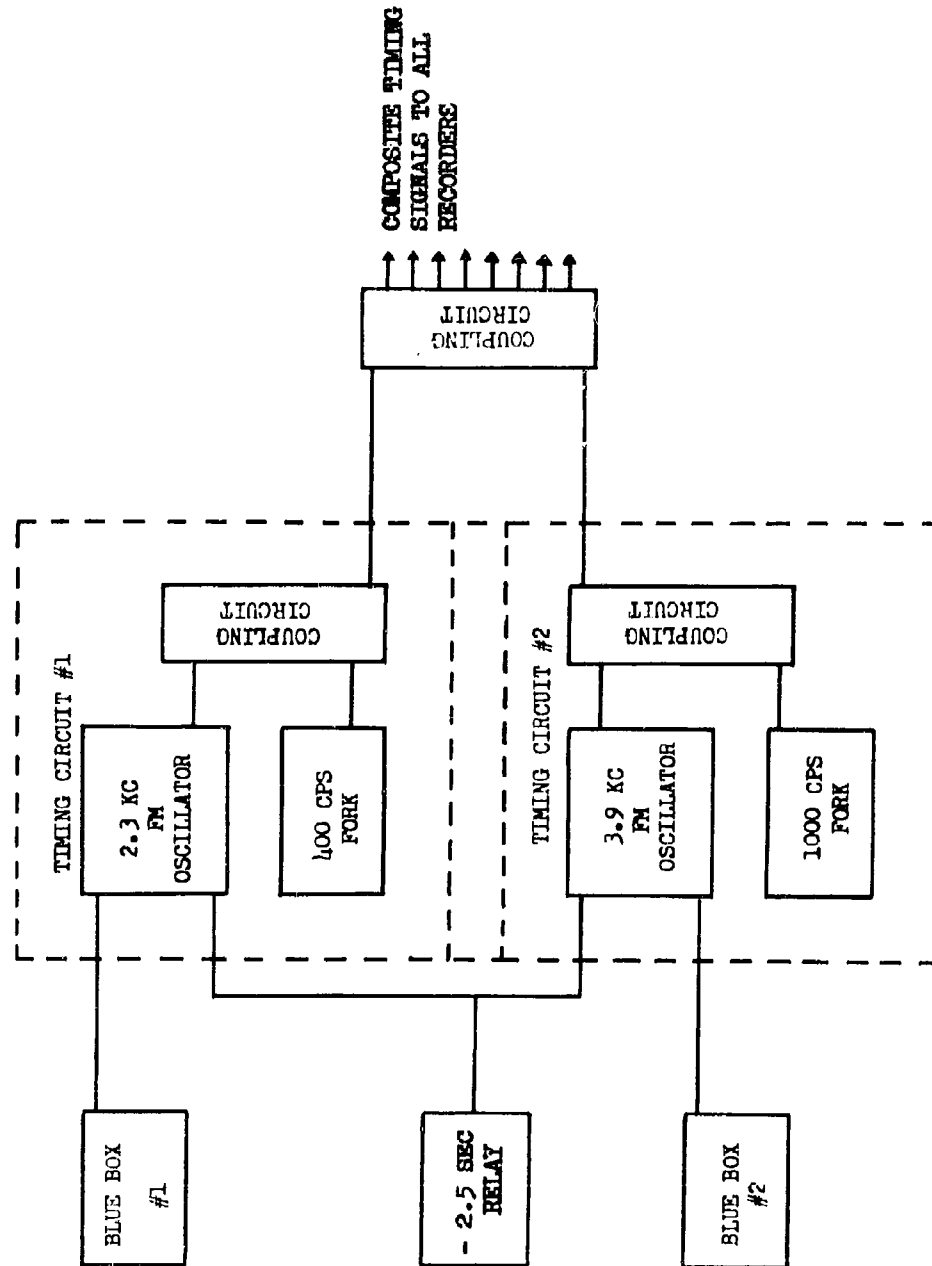 COMPOSITE TIMING
SIGNALS TO ALL
RECORDERE
COUPLING
CIRCUIT
TIMING CIRCUIT #1
COUPLING
CIRCUIT
2.3 KC
FM
OSCILLATOR
400 CPS
FORK
TIMING CIRCUIT #2
COUPLING
CIRCUIT
3.9 KC
FM
OSCILLATOR
1000 CPS
FORK
BLUE BOX
#1
- 2.5 SEC
RELAY
BLUE BOX
#2